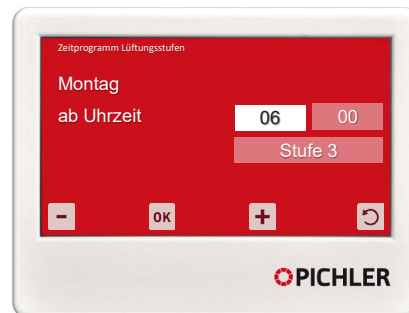 Zeitprogramm Lüftungsstufen
Montag
ab Uhrzeit 06 00
Stufe 3
- OK +
PICHLER